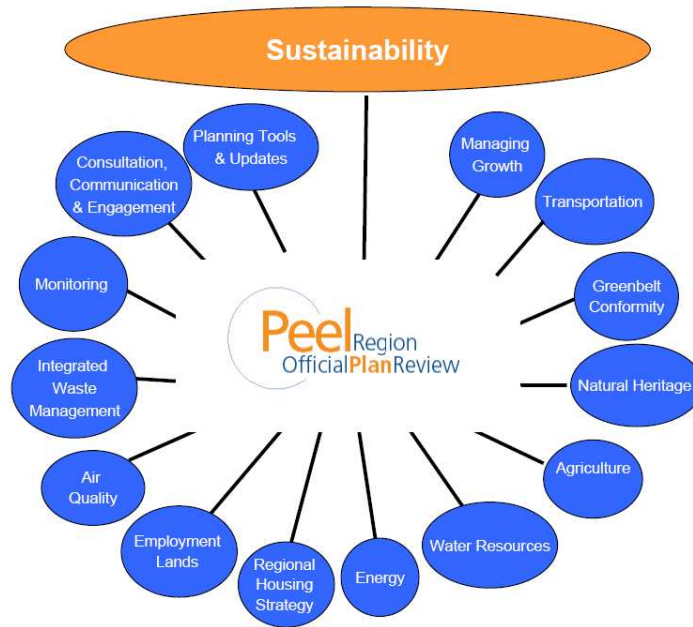 Sustainability
Planning Tools
& Updates
Managing
Growth
Consultation,
Communication
& Engagement
Transportation
Monitoring
Greenbelt
Conformity
Peel Region
Official Plan Review
Integrated
Waste
Management
Natural Heritage
Air
Quality
Agriculture
Employment
Lands
Regional
Housing
Strategy
Energy
Water Resources